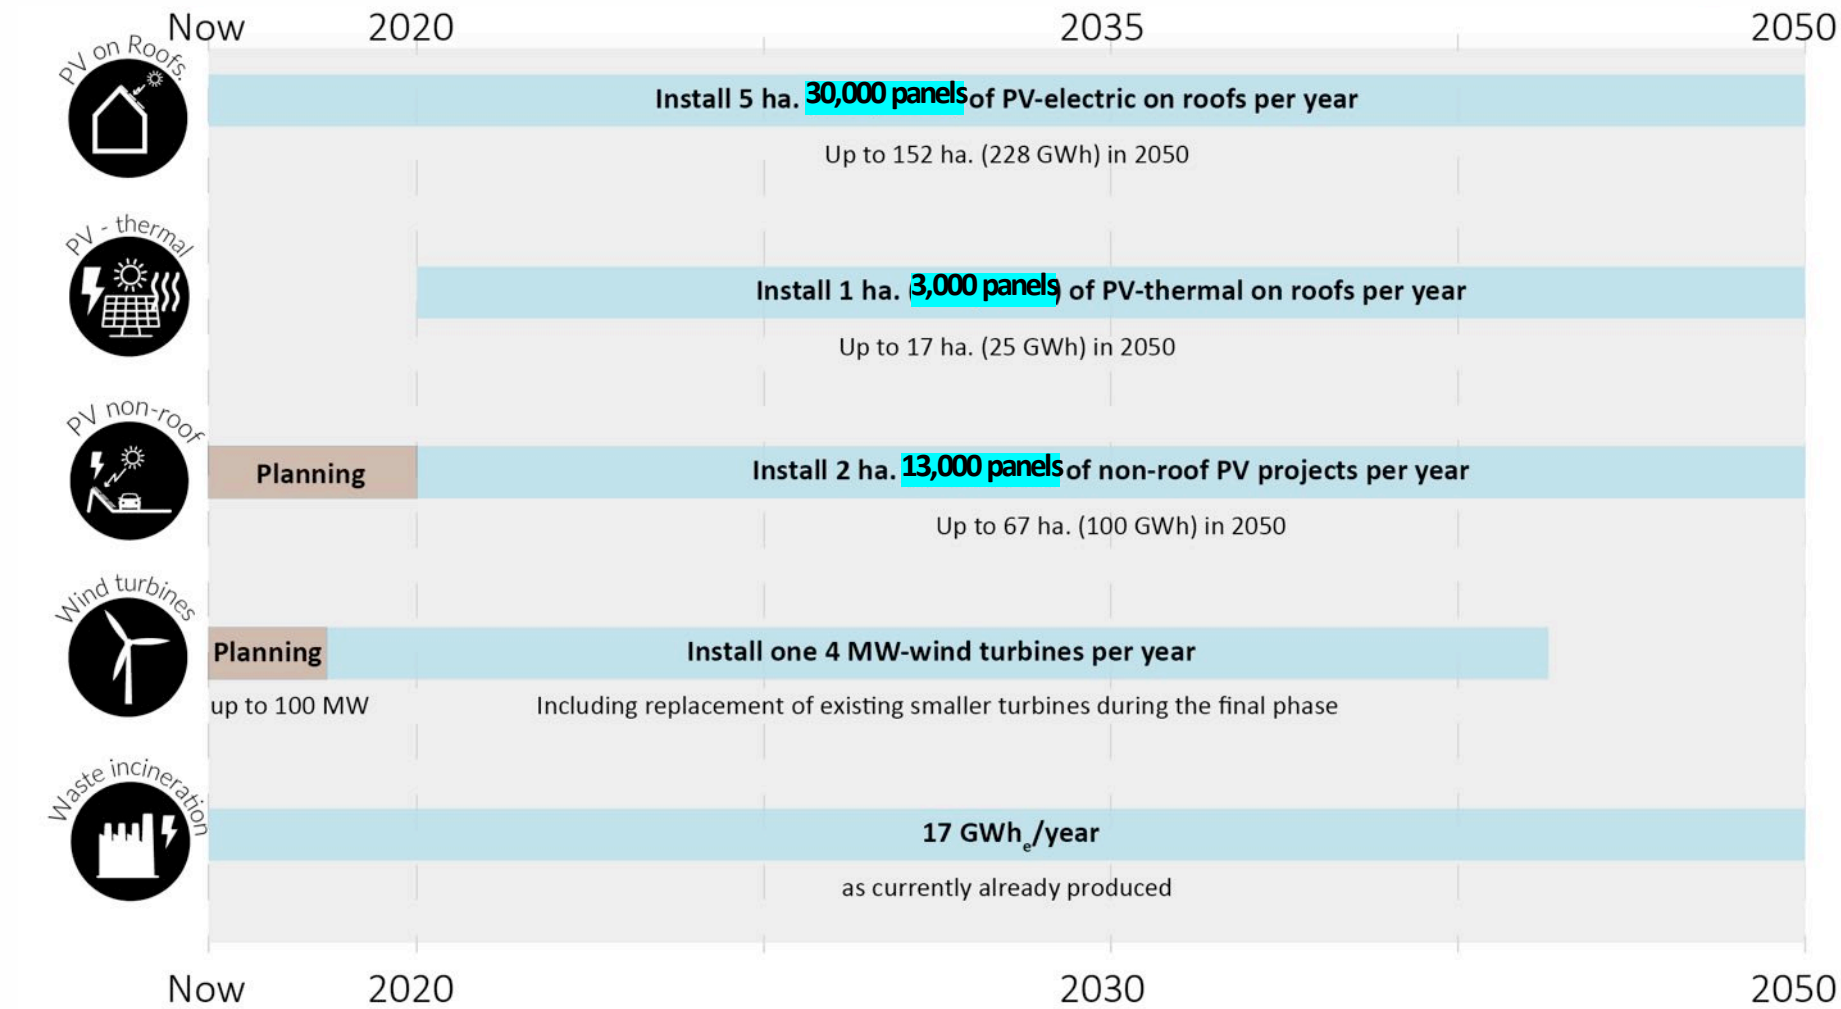 Now 2020 2035 2050
PV on Roofs.
Install 5 ha. 30,000 panels of PV-electric on roofs per year
Up to 152 ha. (228 GWh) in 2050
PV - thermal
Install 1 ha. (3,000 panels) of PV-thermal on roofs per year
Up to 17 ha. (25 GWh) in 2050
PV non-roof
Planning
Install 2 ha. 13,000 panels of non-roof PV projects per year
Up to 67 ha. (100 GWh) in 2050
Wind turbines
Planning
Install one 4 MW-wind turbines per year
up to 100 MW
Including replacement of existing smaller turbines during the final phase
Waste incineration
17 GWhe/year
as currently already produced
Now 2020 2030 2050